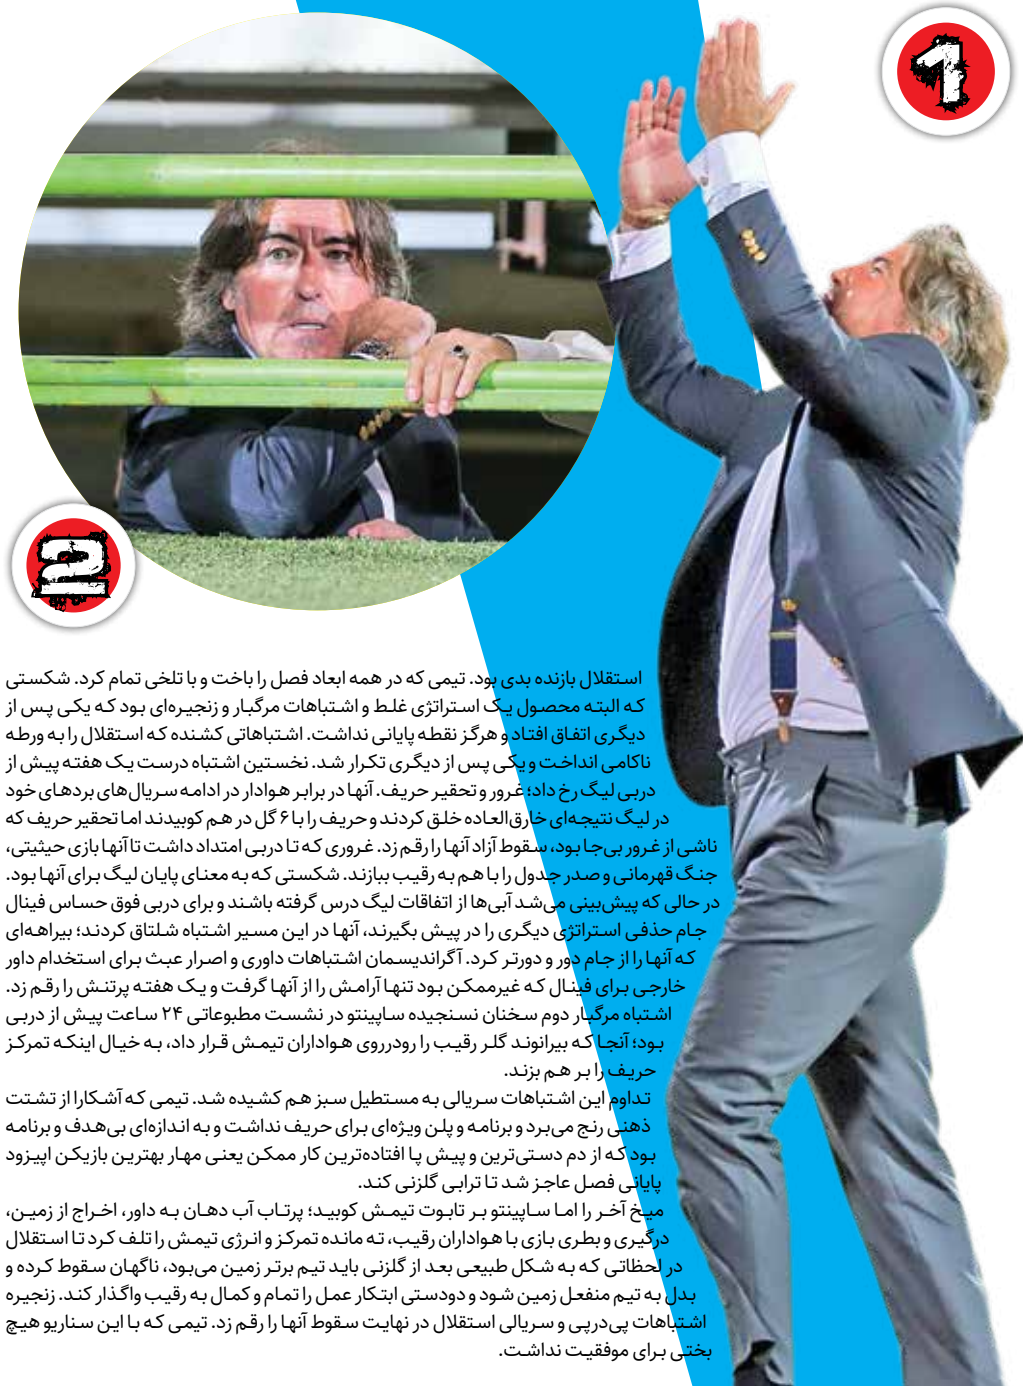 1
2
استقلال بازنده بدی بود. تیمی که در همه ابعاد فصل را باخت و با تلخی تمام کرد. شکستی
که البته محصول یک استراتژی غلط و اشتباهات مرگبار و زنجیره‌ای بود که یکی پس از
دیگری اتفاق افتاد و هرگز نقطه پایانی نداشت. اشتباهاتی کشنده که استقلال را به ورطه
ناکامی انداخت و یکی پس از دیگری تکرار شد. نخستین اشتباه درست یک هفته پیش از
دربی لیگ رخ داد؛ غرور و تحقیر حریف. آنها در برابر هوادار در ادامه سریال‌های بردهای خود
در لیگ نتیجه‌ای خارق‌العاده خلق کردند و حریف را با ۶ گل در هم کوبیدند اما تحقیر حریف که
ناشی از غرور بی‌جا بود، سقوط آزاد آنها را رقم زد. غروری که تا دربی امتداد داشت تا آنها بازی حیثیتی،
جنگ قهرمانی و صدر جدول را با هم به رقیب ببازند. شکستی که به معنای پایان لیگ برای آنها بود.
در حالی که پیش‌بینی می‌شد آبی‌ها از اتفاقات لیگ درس گرفته باشند و برای دربی فوق حساس فینال
جام حذفی استراتژی دیگری را در پیش بگیرند، آنها در این مسیر اشتباه شلتاق کردند؛ بیراهه‌ای
که آنها را از جام دور و دورتر کرد. آگراندیسمان اشتباهات داوری و اصرار عبث برای استخدام داور
خارجی برای فینال که غیرممکن بود تنها آرامش را از آنها گرفت و یک هفته پرتنش را رقم زد.
اشتباه مرگبار دوم سخنان نسنجیده ساپینتو در نشست مطبوعاتی ۲۴ ساعت پیش از دربی
بود؛ آنجا که بیرانوند گلر رقیب را رودرروی هواداران تیمش قرار داد، به خیال اینکه تمرکز
حریف را بر هم بزند.
تداوم این اشتباهات سریالی به مستطیل سبز هم کشیده شد. تیمی که آشکارا از تشتت
ذهنی رنج می‌برد و برنامه و پلن ویژه‌ای برای حریف نداشت و به اندازه‌ای بی‌هدف و برنامه
بود که از دم دستی‌ترین و پیش پا افتاده‌ترین کار ممکن یعنی مهار بهترین بازیکن اپیزود
پایانی فصل عاجز شد تا ترابی گلزنی کند.
میخ آخر را اما ساپینتو بر تابوت تیمش کوبید؛ پرتاب آب دهان به داور، اخراج از زمین،
درگیری و بطری بازی با هواداران رقیب، ته مانده تمرکز و انرژی تیمش را تلف کرد تا استقلال
در لحظاتی که به شکل طبیعی بعد از گلزنی باید تیم برتر زمین می‌بود، ناگهان سقوط کرده و
بدل به تیم منفعل زمین شود و دودستی ابتکار عمل را تمام و کمال به رقیب واگذار کند. زنجیره
اشتباهات پی‌درپی و سریالی استقلال در نهایت سقوط آنها را رقم زد. تیمی که با این سناریو هیچ
بختی برای موفقیت نداشت.